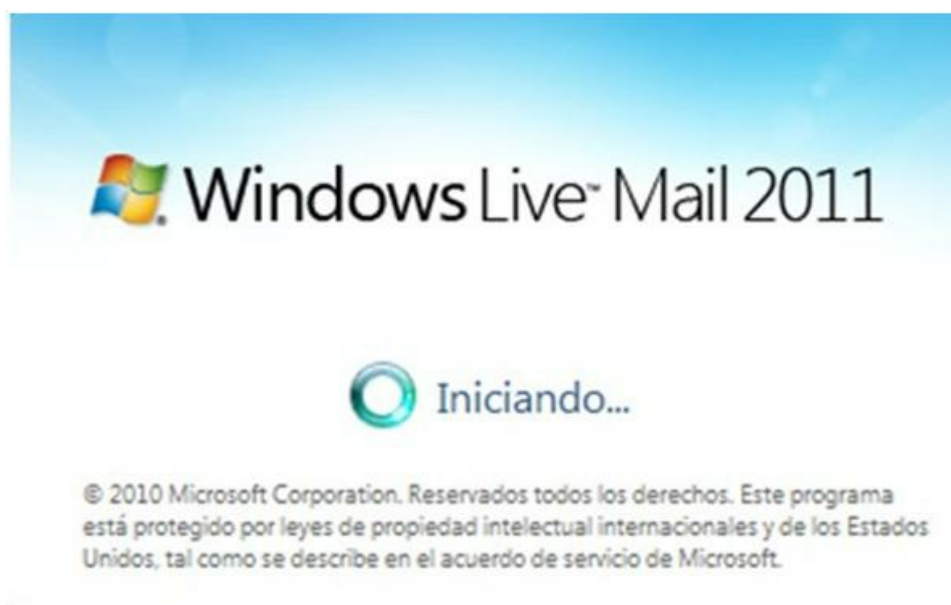 Windows Live™ Mail 2011
Iniciando...
© 2010 Microsoft Corporation. Reservados todos los derechos. Este programa
está protegido por leyes de propiedad intelectual internacionales y de los Estados
Unidos, tal como se describe en el acuerdo de servicio de Microsoft.